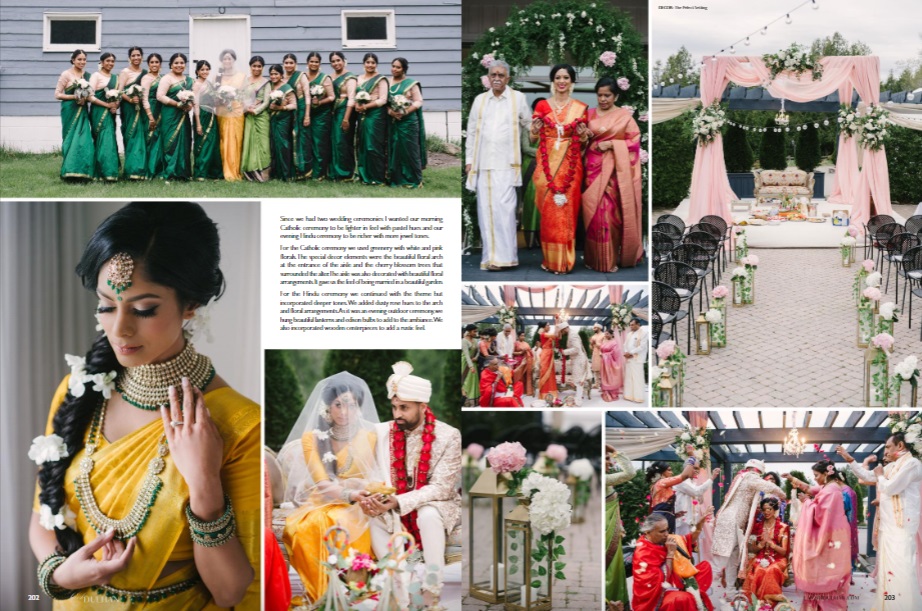 DECOR: Your Perfect Wedding
Since we had two wedding ceremonies I wanted our morning
Catholic ceremony to be lighter in feel with pastel hues and our
evening Hindu ceremony to be richer with more jewel tones.
For the Catholic ceremony we used greenery with white and pink
florals. The special decor elements were the beautiful floral arch
at the entrance of the aisle and the cherry blossom trees that
surrounded the alter. The aisle was also decorated with beautiful floral
arrangements. It gave us the feel of being married in a beautiful garden.
For the Hindu ceremony we continued with the theme but
incorporated deeper tones. We added dusty rose hues to the arch
and floral arrangements. As it was an evening outdoor ceremony, we
hung beautiful lanterns and edison bulbs to add to the ambiance. We
also incorporated wooden centerpieces to add a rustic feel.
202
203